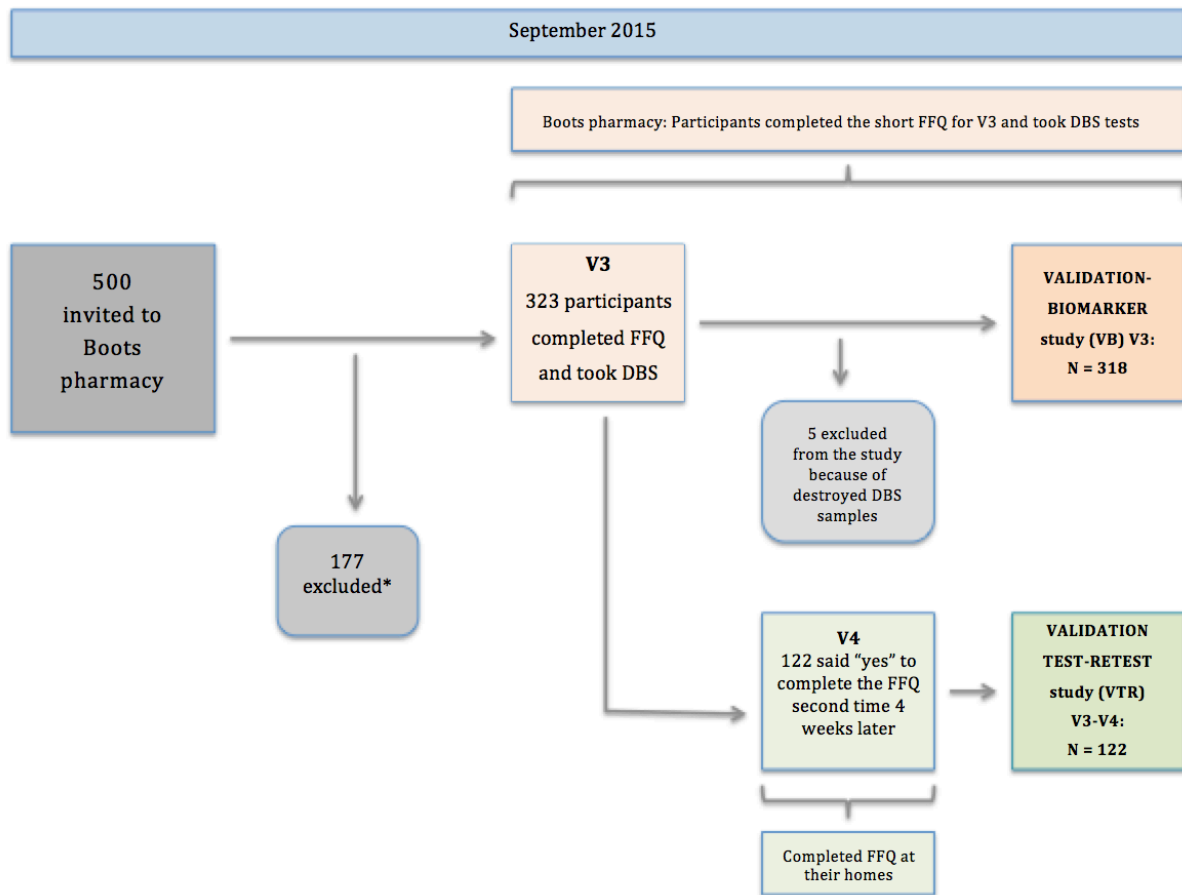 September 2015
Boots pharmacy: Participants completed the short FFQ for V3 and took DBS tests
500
invited to
Boots
pharmacy
V3
323 participants
completed FFQ
and took DBS
VALIDATION-
BIOMARKER
study (VB) V3:
N = 318
5 excluded
from the study
because of
destroyed DBS
samples
177
excluded*
V4
122 said “yes” to
complete the FFQ
second time 4
weeks later
VALIDATION
TEST-RETEST
study (VTR)
V3-V4:
N = 122
Completed FFQ at
their homes